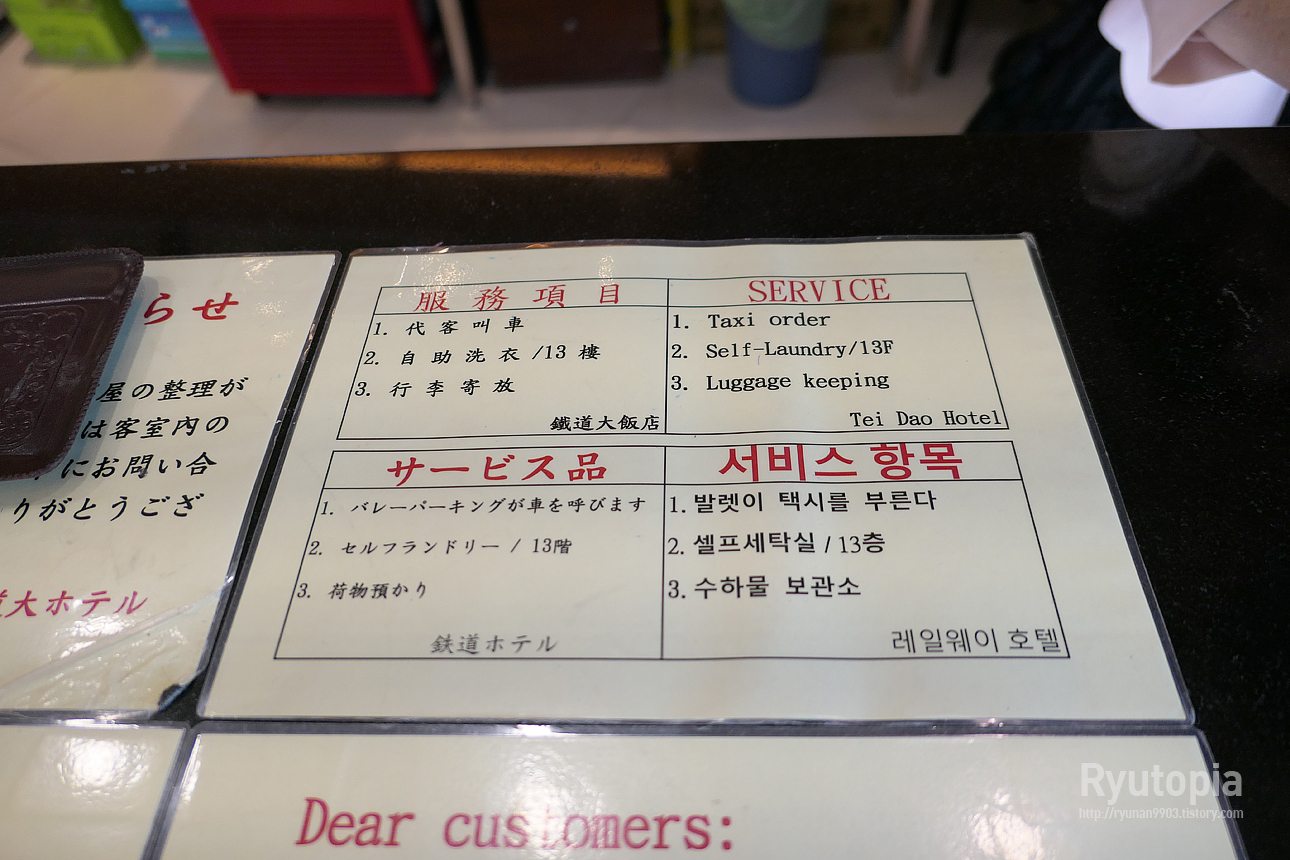 らせ
屋の整理が
は客室内の
にお問い合
りがとうござ
大ホテル
服務項目
1. 代客叫車
2. 自助洗衣/13樓
3. 行李寄放
鐵道大飯店
SERVICE
1. Taxi order
2. Self-Laundry/13F
3. Luggage keeping
Tei Dao Hotel
サービス品
1. バレーパーキングが車を呼びます
2. セルフランドリー / 13階
3. 荷物預かり
鉄道ホテル
서비스 항목
1. 발렛이 택시를 부른다
2. 셀프세탁실 / 13층
3. 수하물 보관소
레일웨이 호텔
Dear customers:
Ryutopia
http://ryunan9903.tistory.com